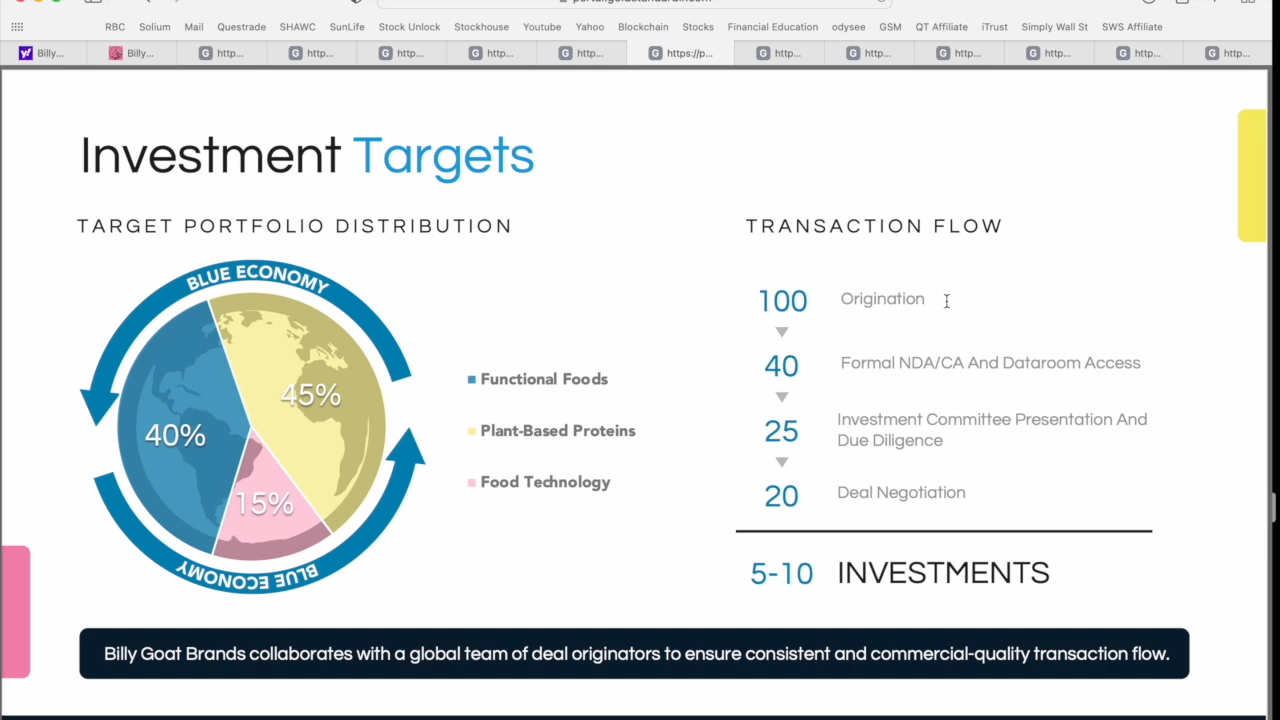 RBC Solium Mail Questrade SHAWC SunLife Stock Unlock Stockhouse Youtube Yahoo Blockchain Stocks Financial Education odysee GSM QT Affiliate iTrust Simply Wall St SWS Affiliate
Billy... Billy... G http... G http... G http... G http... G http... G https://p... G http... G http... G http... G http... G http... G http...
Investment Targets
TARGET PORTFOLIO DISTRIBUTION
BLUE ECONOMY
45%
40%
15%
BLUE ECONOMY
Functional Foods
Plant-Based Proteins
Food Technology
TRANSACTION FLOW
100 Origination
40 Formal NDA/CA And Dataroom Access
25 Investment Committee Presentation And
Due Diligence
20 Deal Negotiation
5-10 INVESTMENTS
Billy Goat Brands collaborates with a global team of deal originators to ensure consistent and commercial-quality transaction flow.